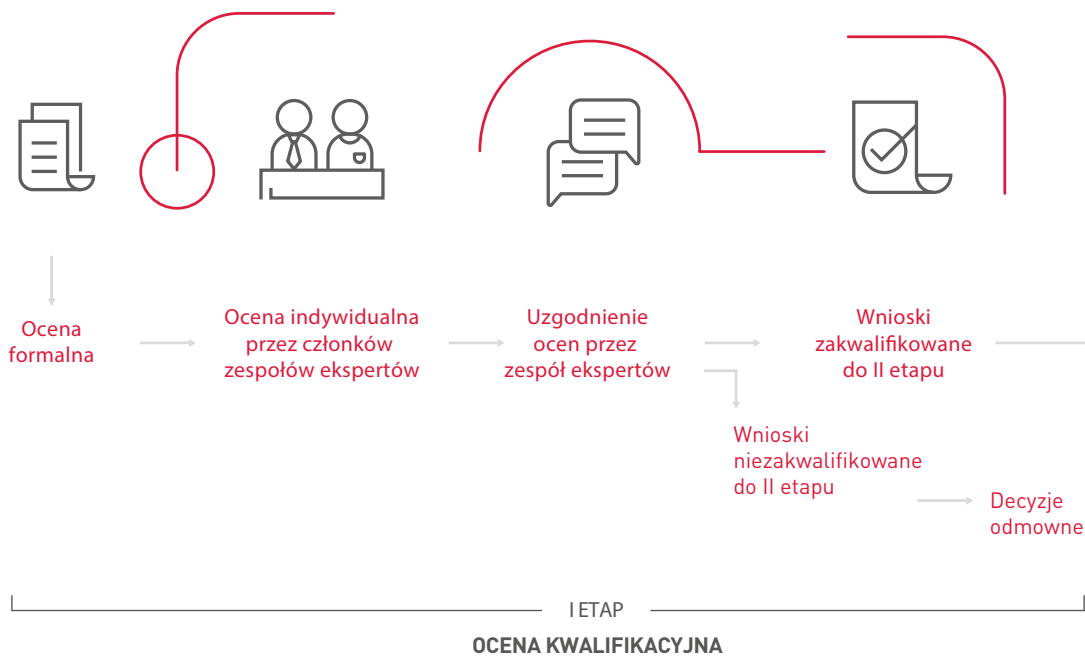 Ocena
formalna
Ocena indywidualna
przez członków
zespołów ekspertów
Uzgodnienie
ocen przez
zespół ekspertów
Wnioski
zakwalifikowane
do II etapu
Wnioski
niezakwalifikowane
do II etapu
Decyzje
odmowne
I ETAP
OCENA KWALIFIKACYJNA